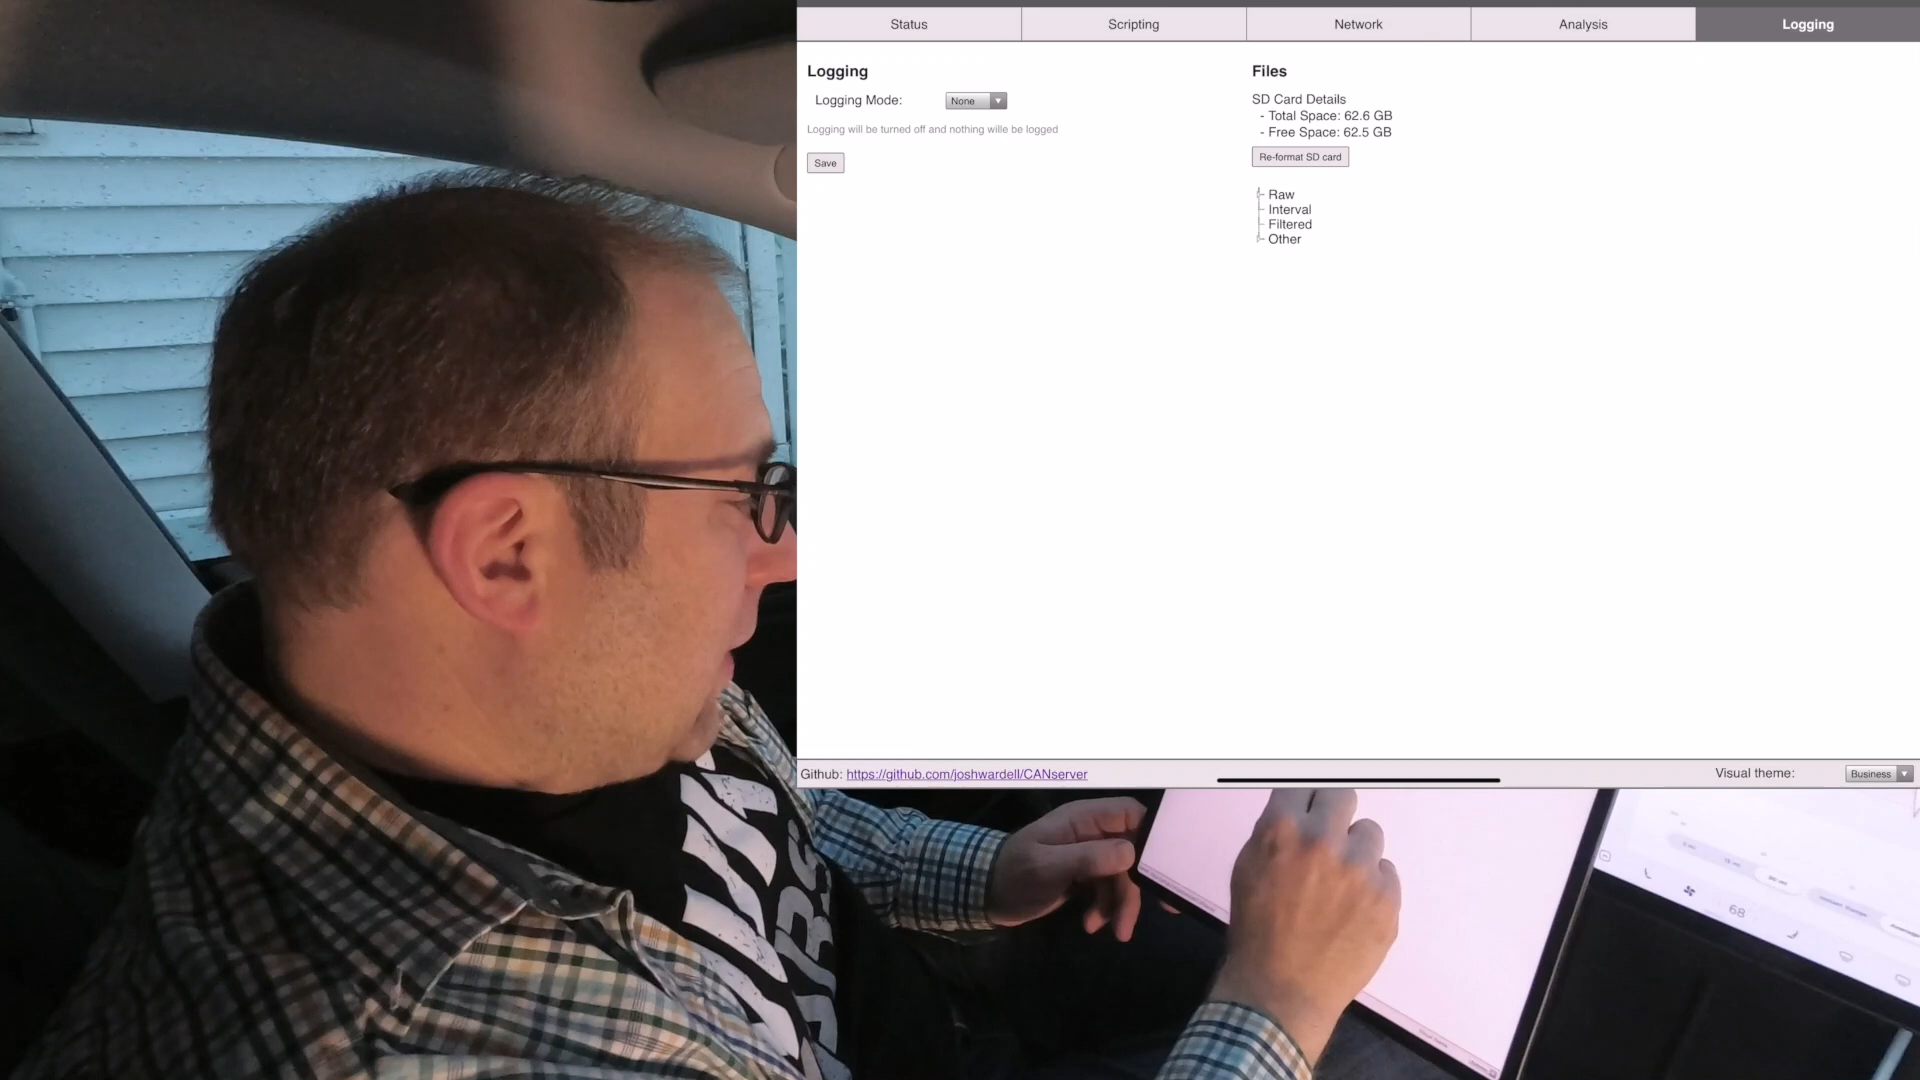 Status
Scripting
Network
Analysis
Logging
Logging
Logging Mode:
None
Logging will be turned off and nothing wille be logged
Save
Files
SD Card Details
- Total Space: 62.6 GB
- Free Space: 62.5 GB
Re-format SD card
Raw
Interval
Filtered
Other
Github: https://github.com/joshwardell/CANserver
Visual theme:
Business
68